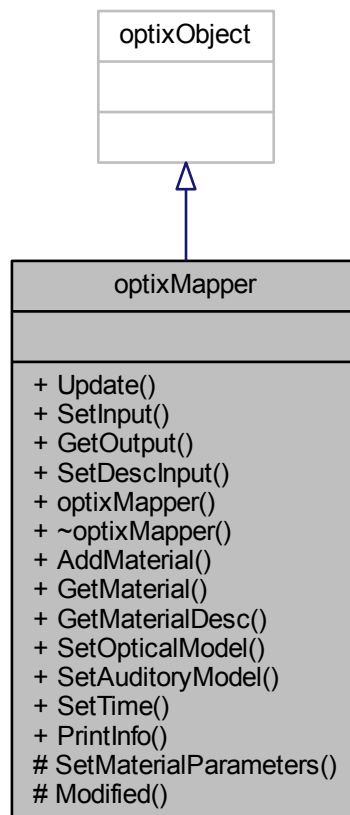 optixObject
optixMapper
+ Update()
+ SetInput()
+ GetOutput()
+ SetDescInput()
+ optixMapper()
+ ~optixMapper()
+ AddMaterial()
+ GetMaterial()
+ GetMaterialDesc()
+ SetOpticalModel()
+ SetAuditoryModel()
+ SetTime()
+ PrintInfo()
# SetMaterialParameters()
# Modified()